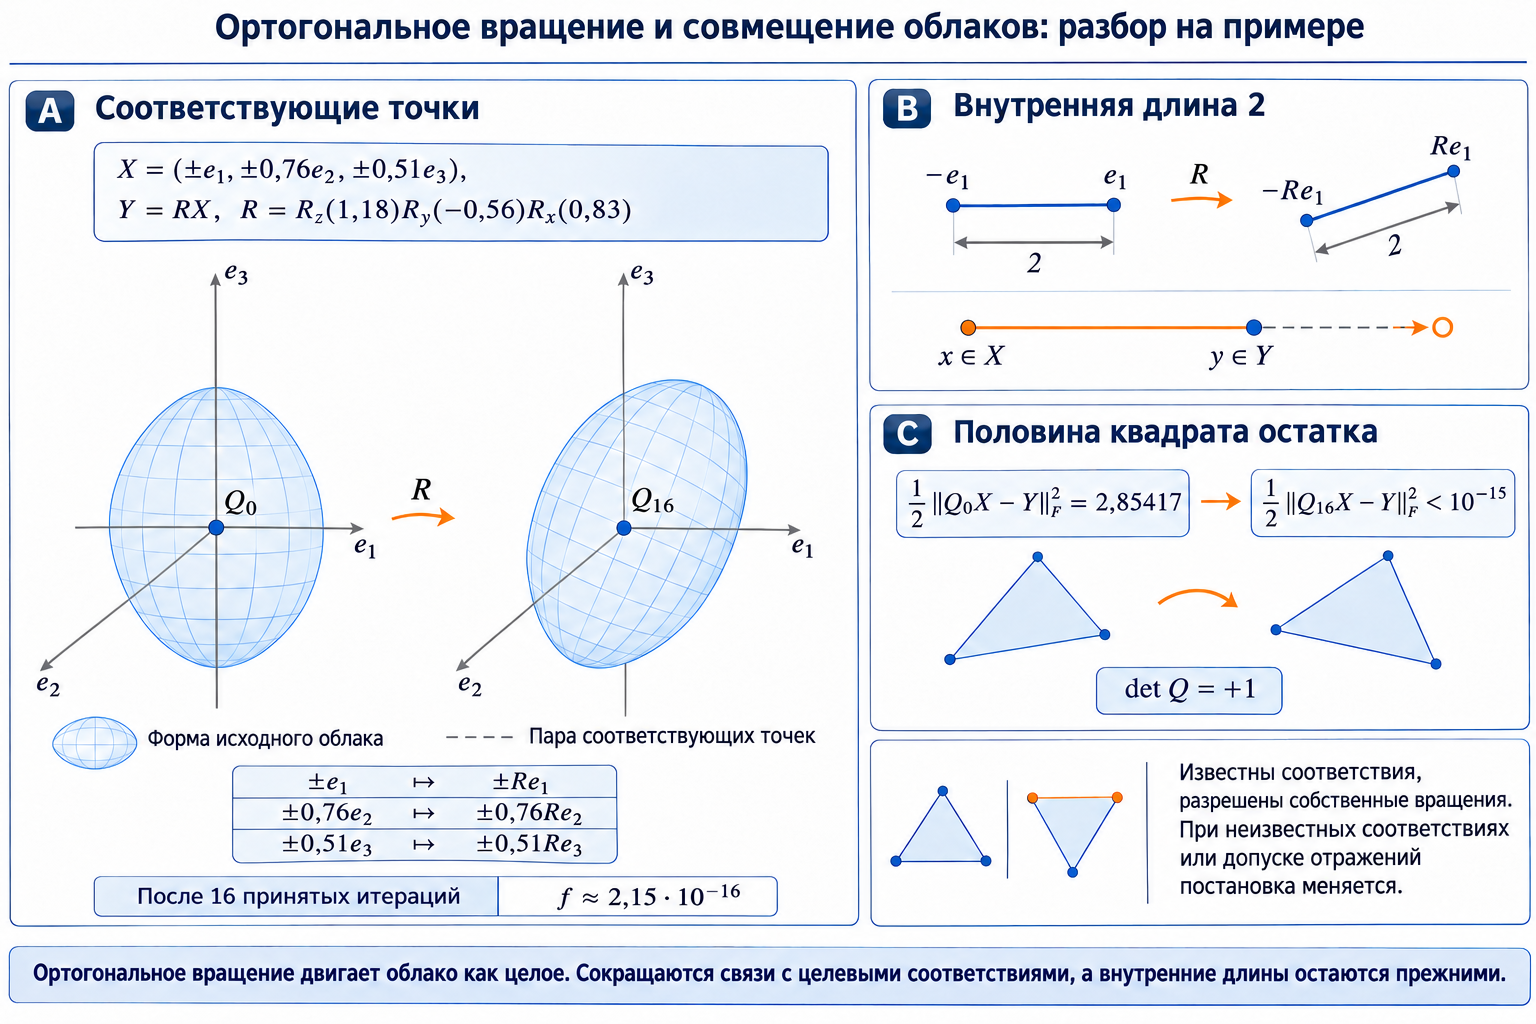 Ортогональное вращение и совмещение облаков: разбор на примере
A Соответствующие точки
X = (±e₁, ±0,76e₂, ±0,51e₃),
Y = RX, R = R_z(1,18)R_y(−0,56)R_x(0,83)
e₃
Q₀
e₁
e₂
R
e₃
Q₁₆
e₁
e₂
Форма исходного облака
Пара соответствующих точек
±e₁ ↦ ±Re₁
±0,76e₂ ↦ ±0,76Re₂
±0,51e₃ ↦ ±0,51Re₃
После 16 принятых итераций
f ≈ 2,15 · 10⁻¹⁶
B Внутренняя длина 2
−e₁
e₁
2
R
−Re₁
Re₁
2
x ∈ X
y ∈ Y
C Половина квадрата остатка
1/2 ‖Q₀X − Y‖²_F = 2,85417
1/2 ‖Q₁₆X − Y‖²_F < 10⁻¹⁵
det Q = +1
Известны соответствия,
разрешены собственные вращения.
При неизвестных соответствиях
или допуске отражений
постановка меняется.
Ортогональное вращение двигает облако как целое. Сокращаются связи с целевыми соответствиями, а внутренние длины остаются прежними.